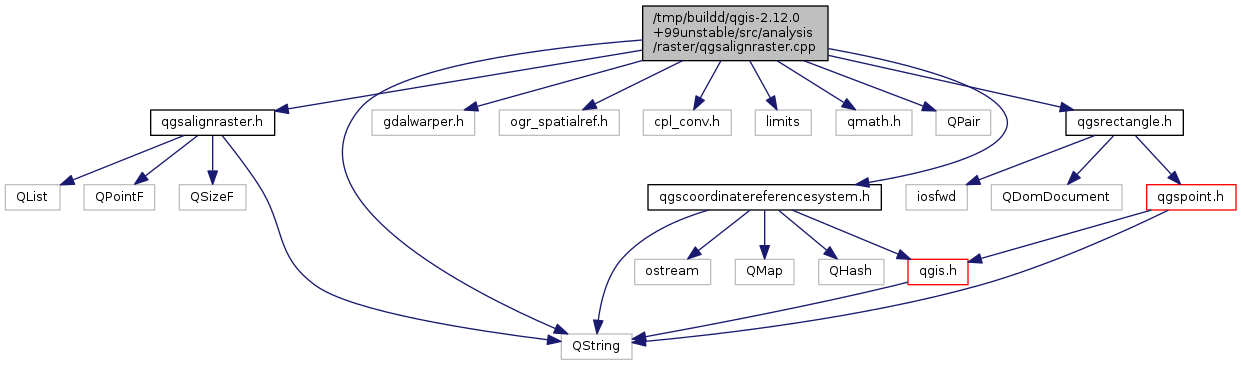 /tmp/buildd/qgis-2.12.0
+99unstable/src/analysis
/raster/qgsalignraster.cpp
qgsalignraster.h
gdalwarper.h
ogr_spatialref.h
cpl_conv.h
limits
qmath.h
QPair
qgsrectangle.h
QList
QPointF
QSizeF
qgscoordinatereferencesystem.h
iosfwd
QDomDocument
qgspoint.h
ostream
QMap
QHash
qgis.h
QString